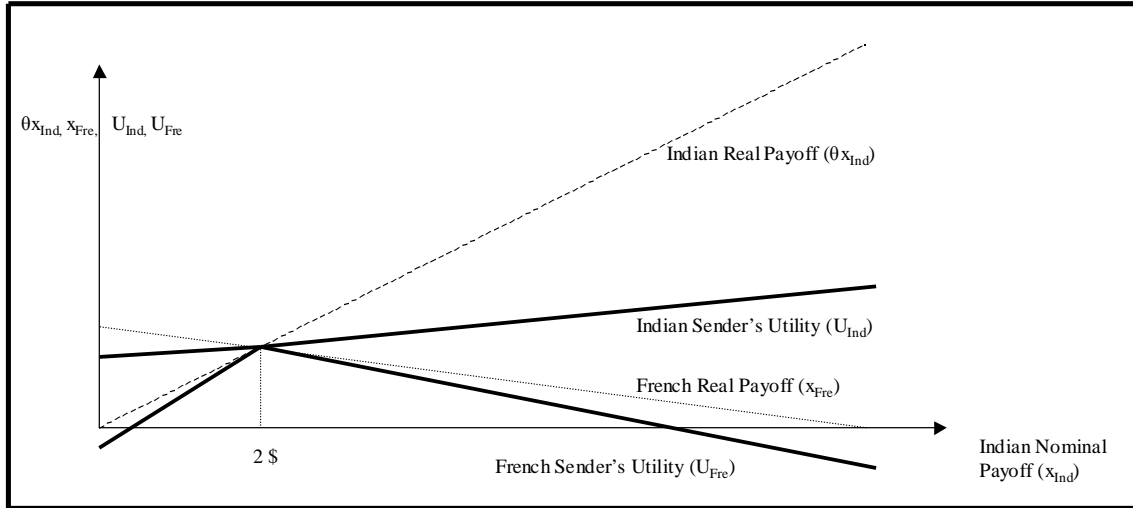 θx_Ind, x_Fre, U_Ind, U_Fre
Indian Real Payoff (θx_Ind)
Indian Sender's Utility (U_Ind)
French Real Payoff (x_Fre)
2 $
French Sender's Utility (U_Fre)
Indian Nominal
Payoff (x_Ind)